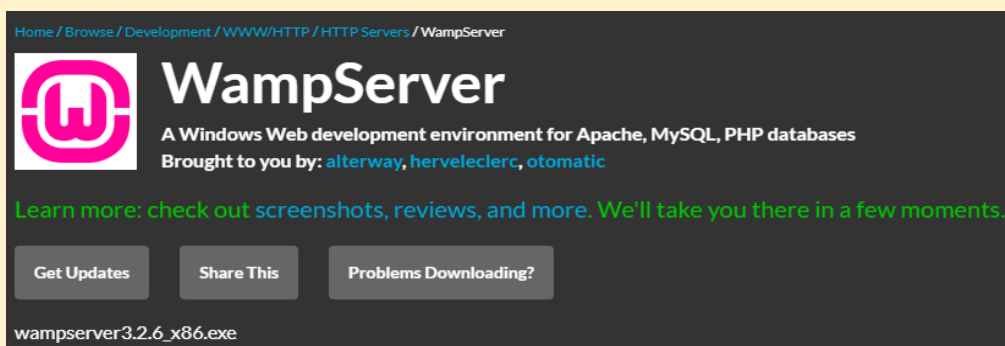 Home / Browse / Development / WWW/HTTP / HTTP Servers / WampServer
WampServer
A Windows Web development environment for Apache, MySQL, PHP databases
Brought to you by: alterway, herveleclerc, otomatic
Learn more: check out screenshots, reviews, and more. We'll take you there in a few moments.
Get Updates Share This Problems Downloading?
wampserver3.2.6_x86.exe